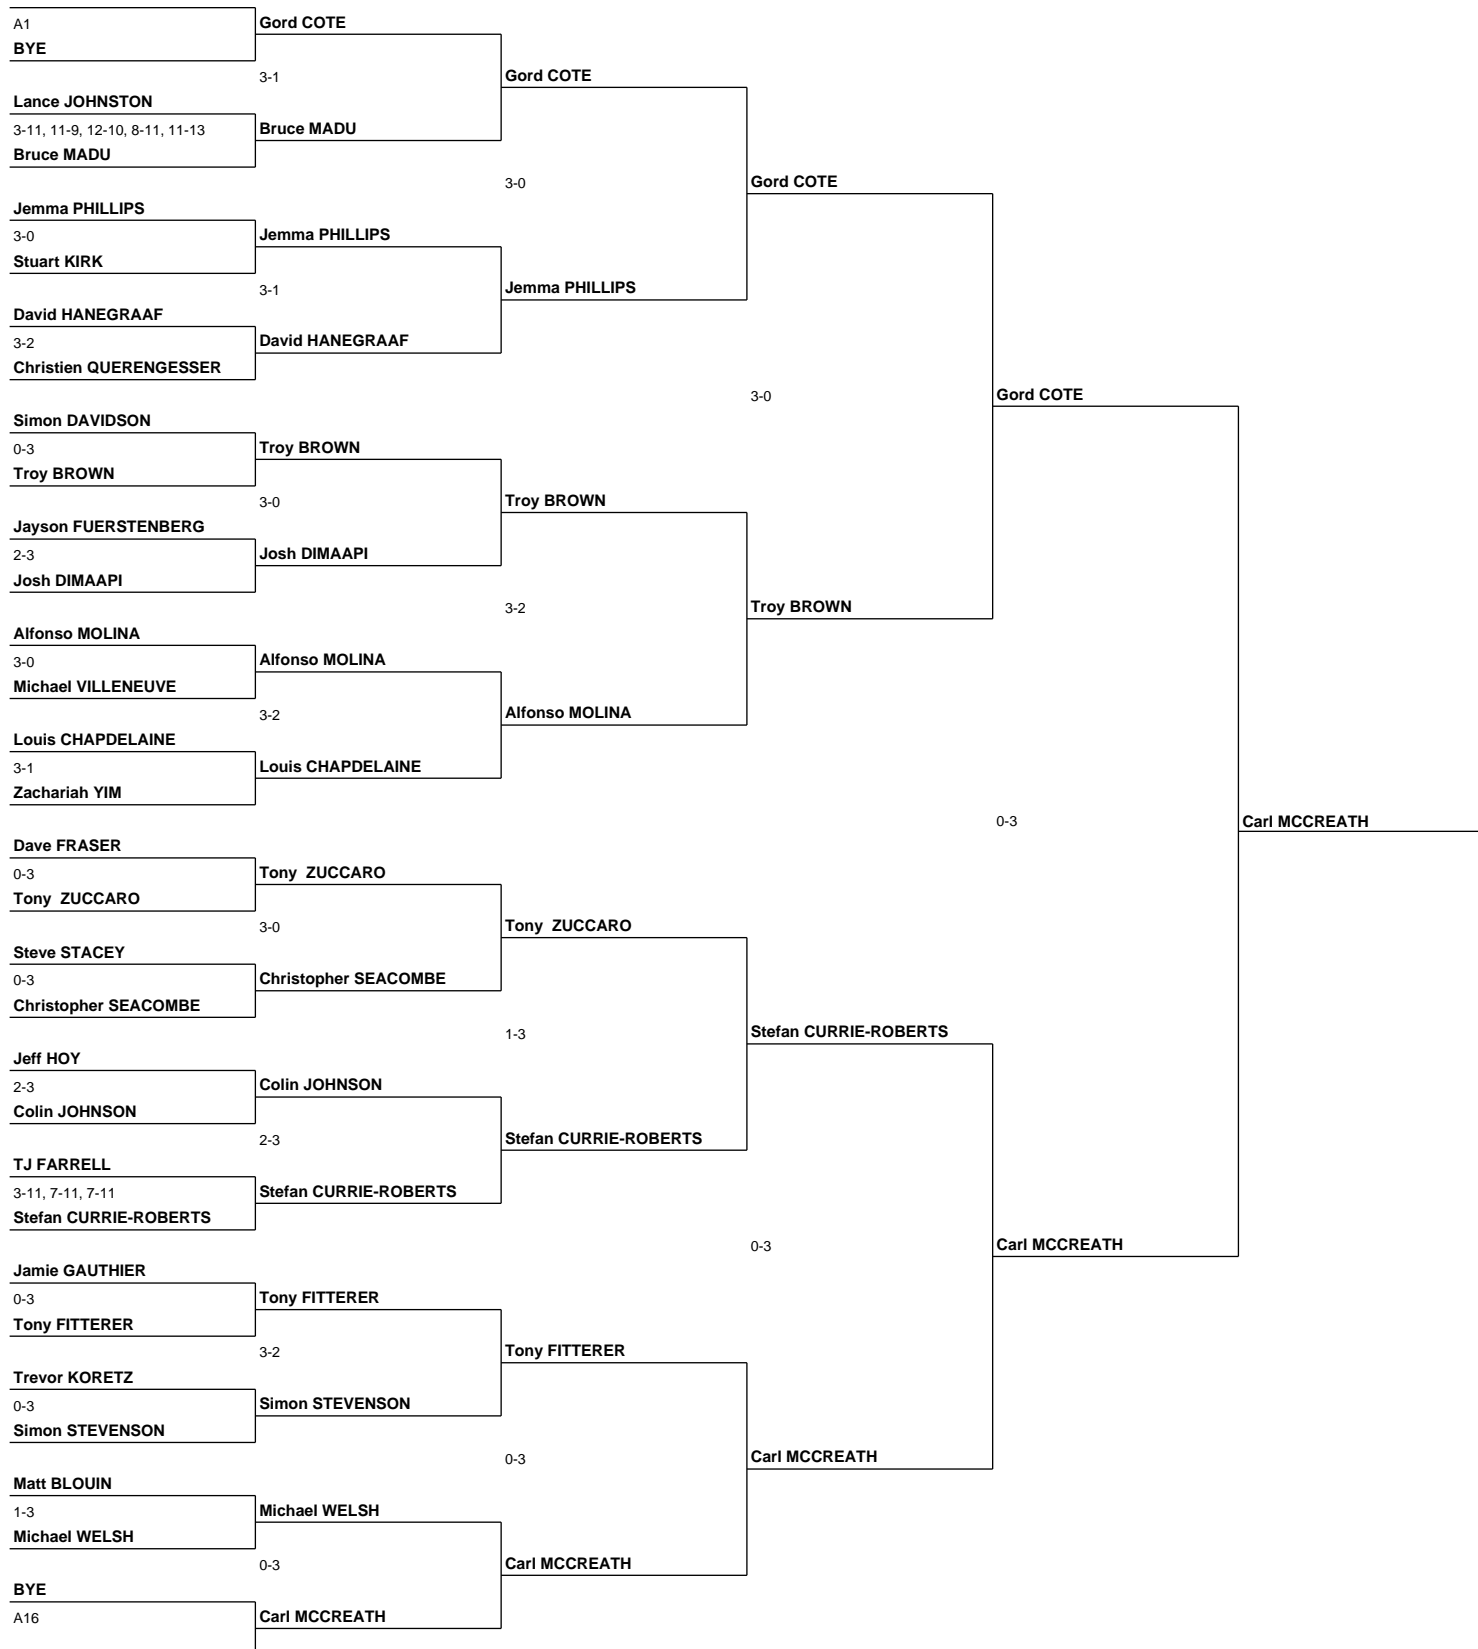 A1
BYE
Lance JOHNSTON
3-11, 11-9, 12-10, 8-11, 11-13
Bruce MADU
Jemma PHILLIPS
3-0
Stuart KIRK
David HANEGRAAF
3-2
Christien QUERENGESSER
Simon DAVIDSON
0-3
Troy BROWN
Jayson FUERSTENBERG
2-3
Josh DIMAAPI
Alfonso MOLINA
3-0
Michael VILLENEUVE
Louis CHAPDELAINE
3-1
Zachariah YIM
Dave FRASER
0-3
Tony  ZUCCARO
Steve STACEY
0-3
Christopher SEACOMBE
Jeff HOY
2-3
Colin JOHNSON
TJ FARRELL
3-11, 7-11, 7-11
Stefan CURRIE-ROBERTS
Jamie GAUTHIER
0-3
Tony FITTERER
Trevor KORETZ
0-3
Simon STEVENSON
Matt BLOUIN
1-3
Michael WELSH
BYE
A16
Gord COTE
3-1
Bruce MADU
Jemma PHILLIPS
3-1
David HANEGRAAF
Troy BROWN
3-0
Josh DIMAAPI
Alfonso MOLINA
3-2
Louis CHAPDELAINE
Tony  ZUCCARO
3-0
Christopher SEACOMBE
Colin JOHNSON
2-3
Stefan CURRIE-ROBERTS
Tony FITTERER
3-2
Simon STEVENSON
Michael WELSH
0-3
Carl MCCREATH
Gord COTE
3-0
Jemma PHILLIPS
Troy BROWN
3-2
Alfonso MOLINA
Tony  ZUCCARO
1-3
Stefan CURRIE-ROBERTS
Tony FITTERER
0-3
Carl MCCREATH
Gord COTE
3-0
Troy BROWN
Stefan CURRIE-ROBERTS
0-3
Carl MCCREATH
Gord COTE
0-3
Carl MCCREATH
Carl MCCREATH